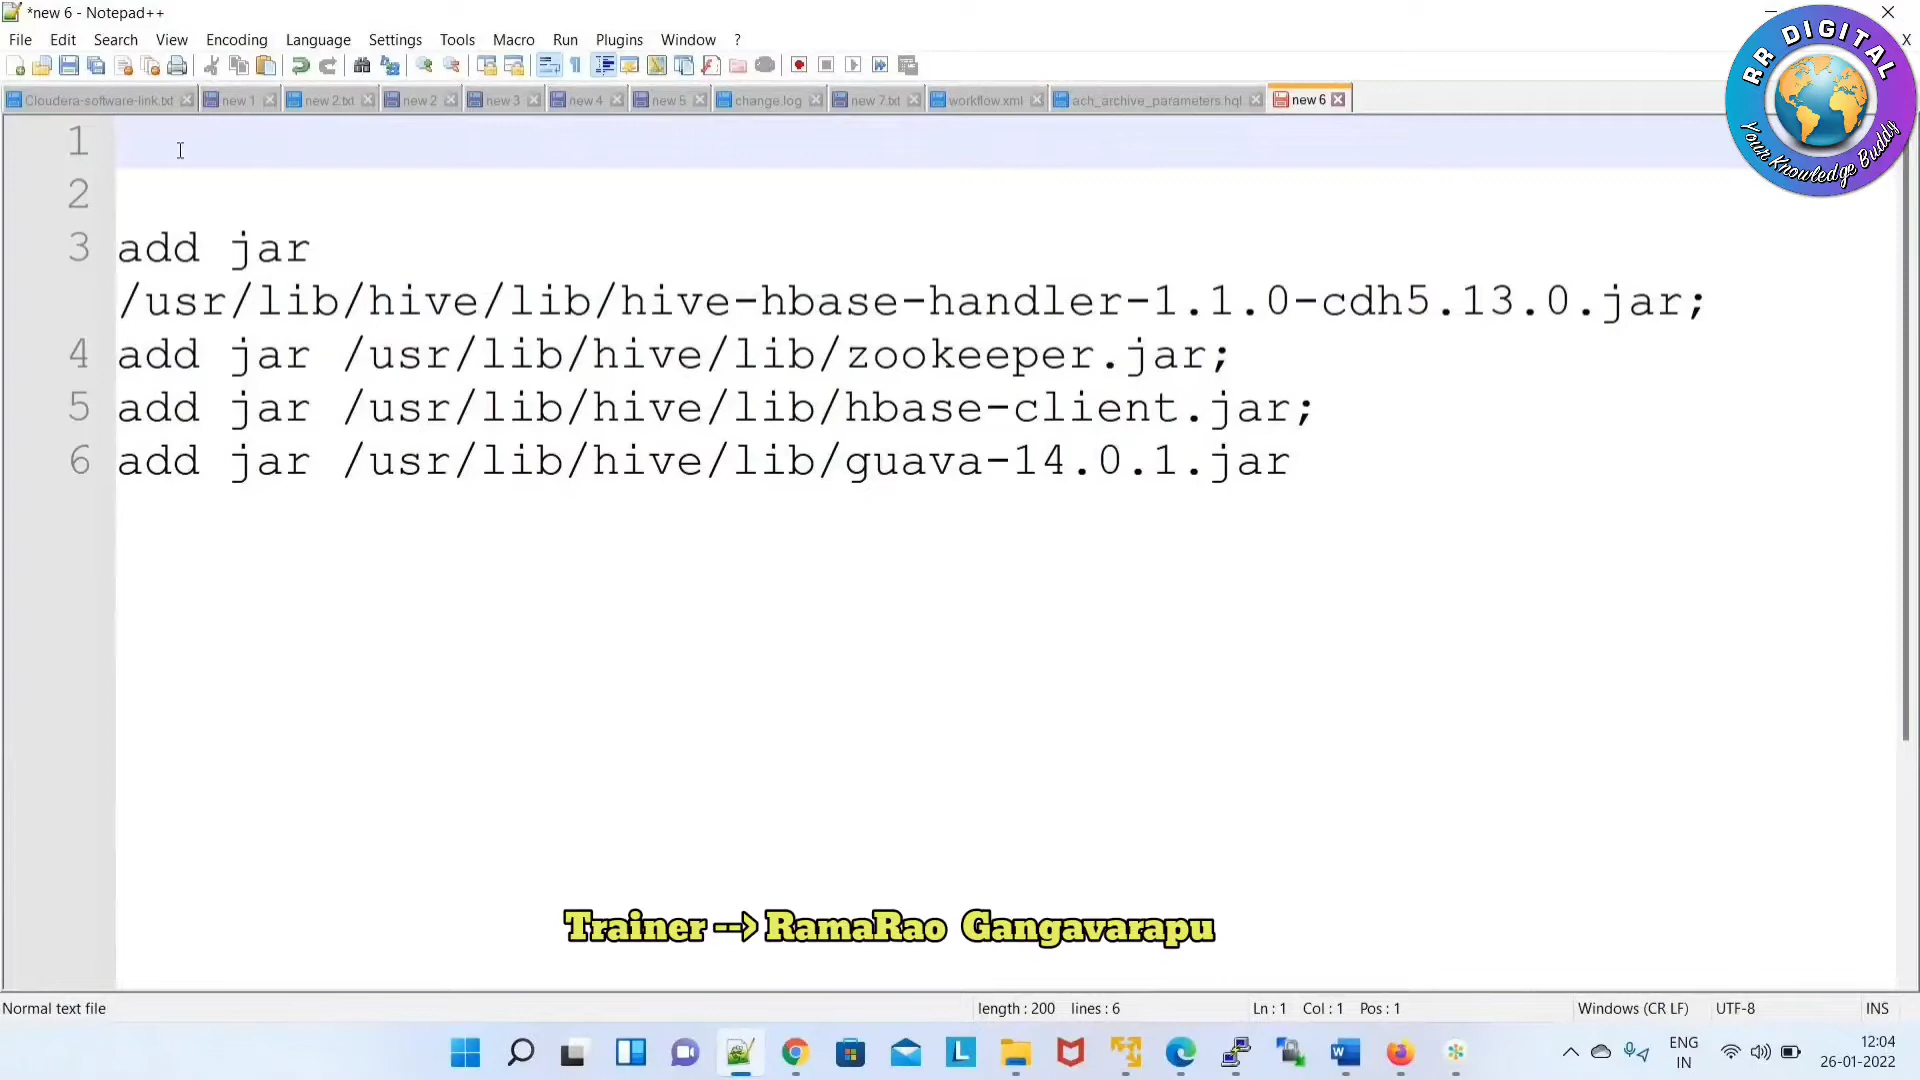 *new 6 - Notepad++
File Edit Search View Encoding Language Settings Tools Macro Run Plugins Window ?
X
Cloudera-software-link.txt new 1 new 2.txt new 2 new 3 new 4 new 5 change.log new 7.txt workflow.xml ach_archive_parameters.hql new 6
RR DIGITAL
Your Knowledge Buddy
1
2
3 add jar
/usr/lib/hive/lib/hive-hbase-handler-1.1.0-cdh5.13.0.jar;
4 add jar /usr/lib/hive/lib/zookeeper.jar;
5 add jar /usr/lib/hive/lib/hbase-client.jar;
6 add jar /usr/lib/hive/lib/guava-14.0.1.jar
Trainer --> RamaRao Gangavarapu
Normal text file length : 200 lines : 6 Ln : 1 Col : 1 Pos : 1 Windows (CR LF) UTF-8 INS
L W
ENG
IN
12:04
26-01-2022